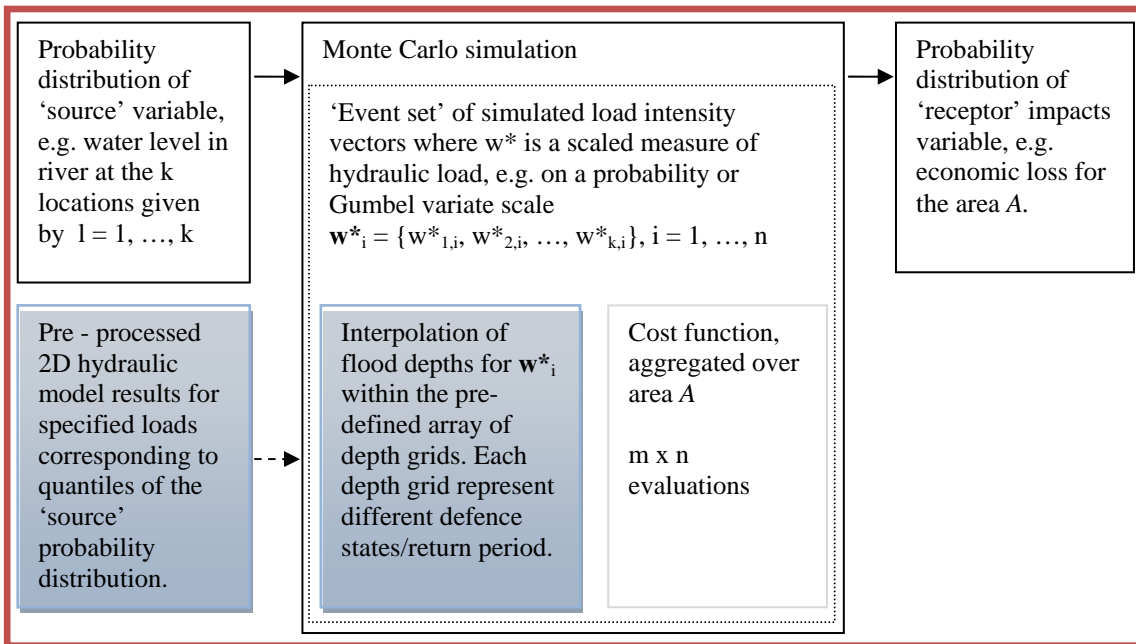 Probability
distribution of
‘source’ variable,
e.g. water level in
river at the k
locations given
by l = 1, …, k
Monte Carlo simulation
‘Event set’ of simulated load intensity
vectors where w* is a scaled measure of
hydraulic load, e.g. on a probability or
Gumbel variate scale
w*i = {w*1,i, w*2,i, …, w*k,i}, i = 1, …, n
Probability
distribution of
‘receptor’ impacts
variable, e.g.
economic loss for
the area A.
Pre - processed
2D hydraulic
model results for
specified loads
corresponding to
quantiles of the
‘source’
probability
distribution.
Interpolation of
flood depths for w*i
within the pre-
defined array of
depth grids. Each
depth grid represent
different defence
states/return period.
Cost function,
aggregated over
area A
m x n
evaluations